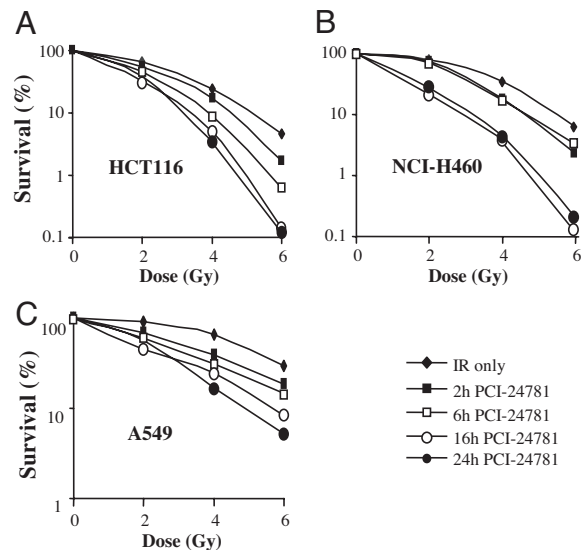 A
Survival (%)
100
10
1
0.1
HCT116
0 2 4 6
Dose (Gy)
B
100
10
1
0.1
NCI-H460
0 2 4 6
Dose (Gy)
C
Survival (%)
100
10
1
A549
0 2 4 6
Dose (Gy)
IR only
2h PCI-24781
6h PCI-24781
16h PCI-24781
24h PCI-24781